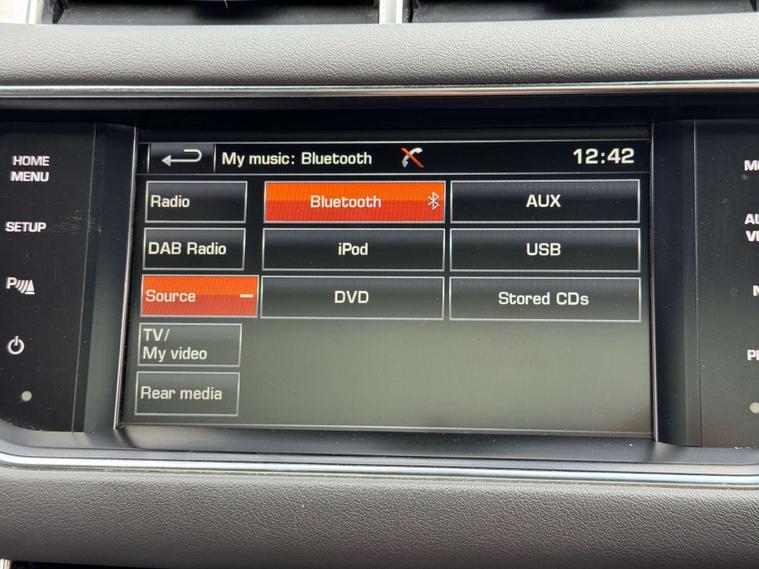 HOME
MENU
SETUP
My music: Bluetooth
12:42
Radio
Bluetooth
AUX
DAB Radio
iPod
USB
Source
DVD
Stored CDs
TV/
My video
Rear media